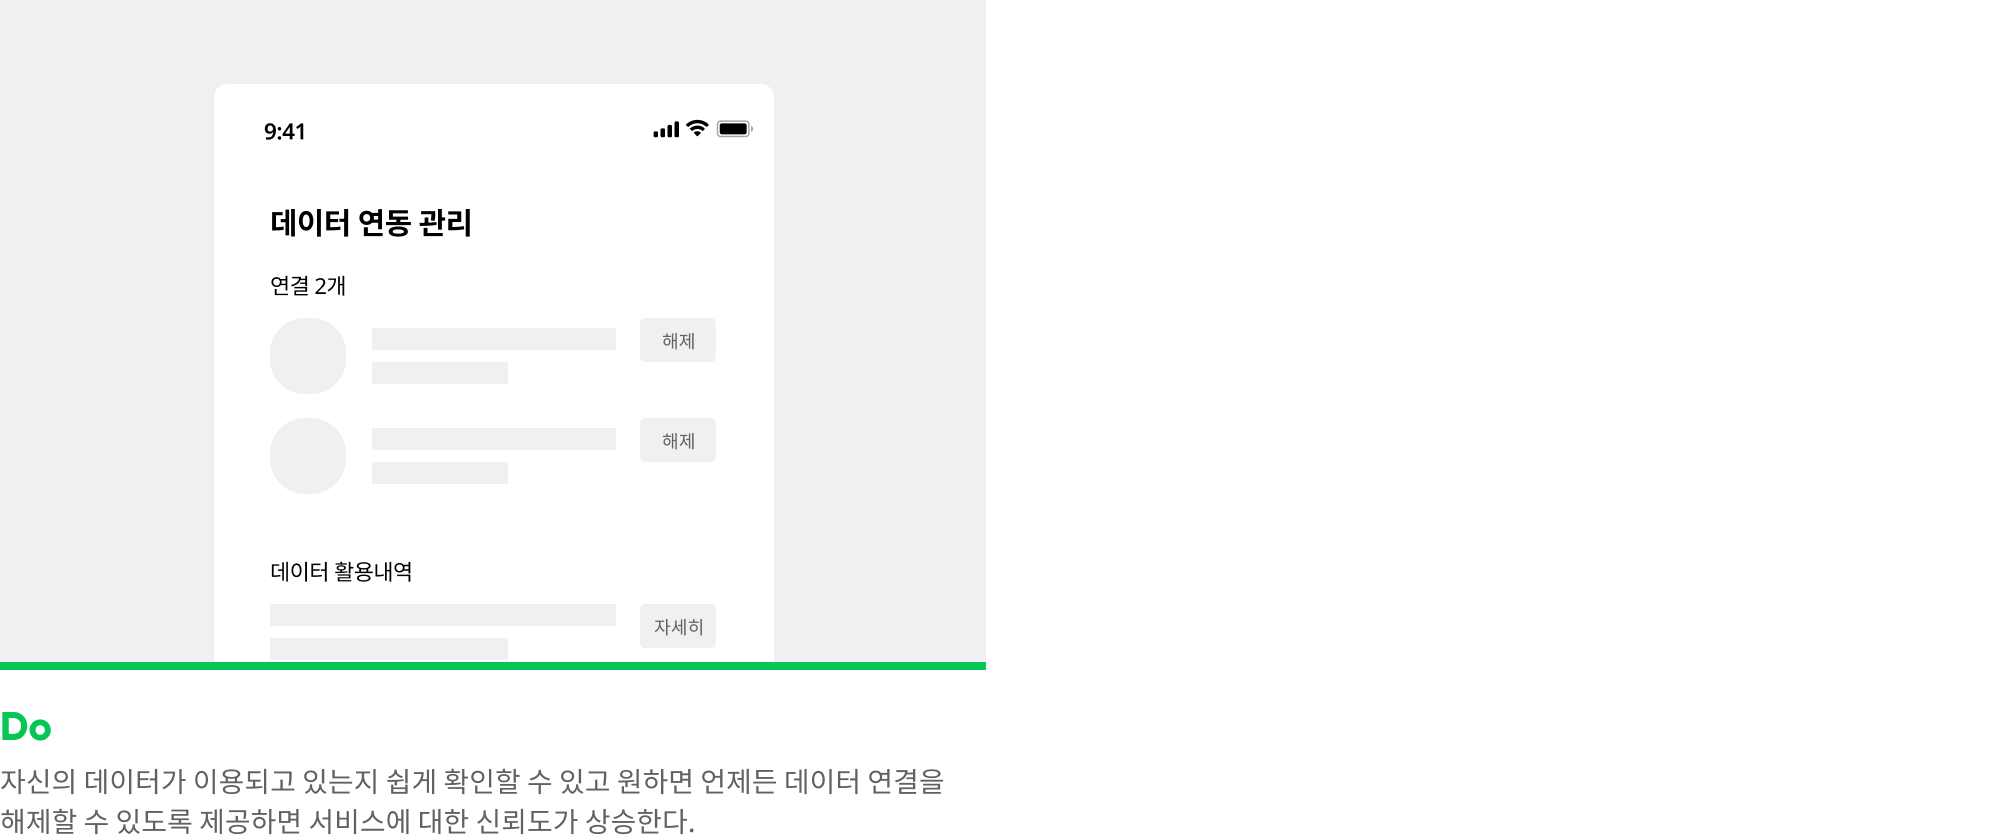 9:41
데이터 연동 관리
연결 2개
해제
해제
데이터 활용내역
자세히
Do
자신의 데이터가 이용되고 있는지 쉽게 확인할 수 있고 원하면 언제든 데이터 연결을
해제할 수 있도록 제공하면 서비스에 대한 신뢰도가 상승한다.